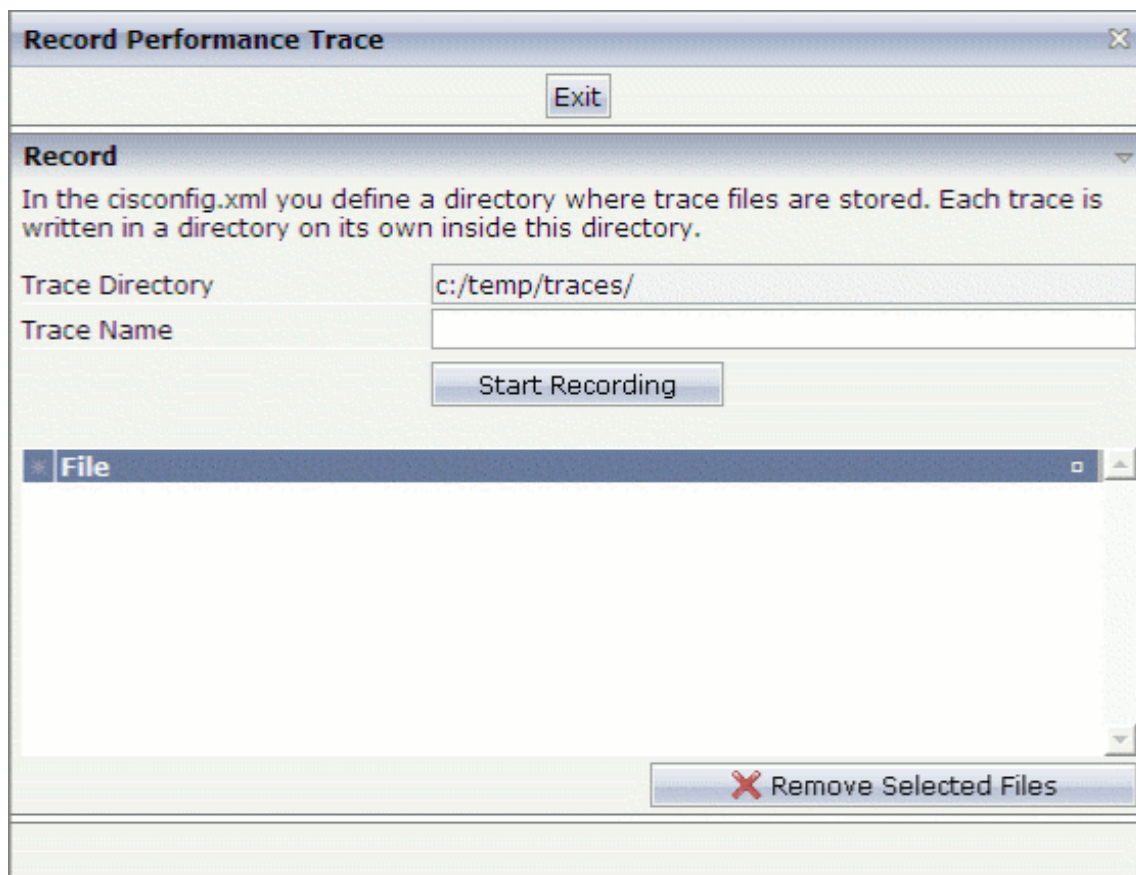 Record Performance Trace
Exit
Record
In the cisconfig.xml you define a directory where trace files are stored. Each trace is
written in a directory on its own inside this directory.
Trace Directory
c:/temp/traces/
Trace Name
Start Recording
File
Remove Selected Files